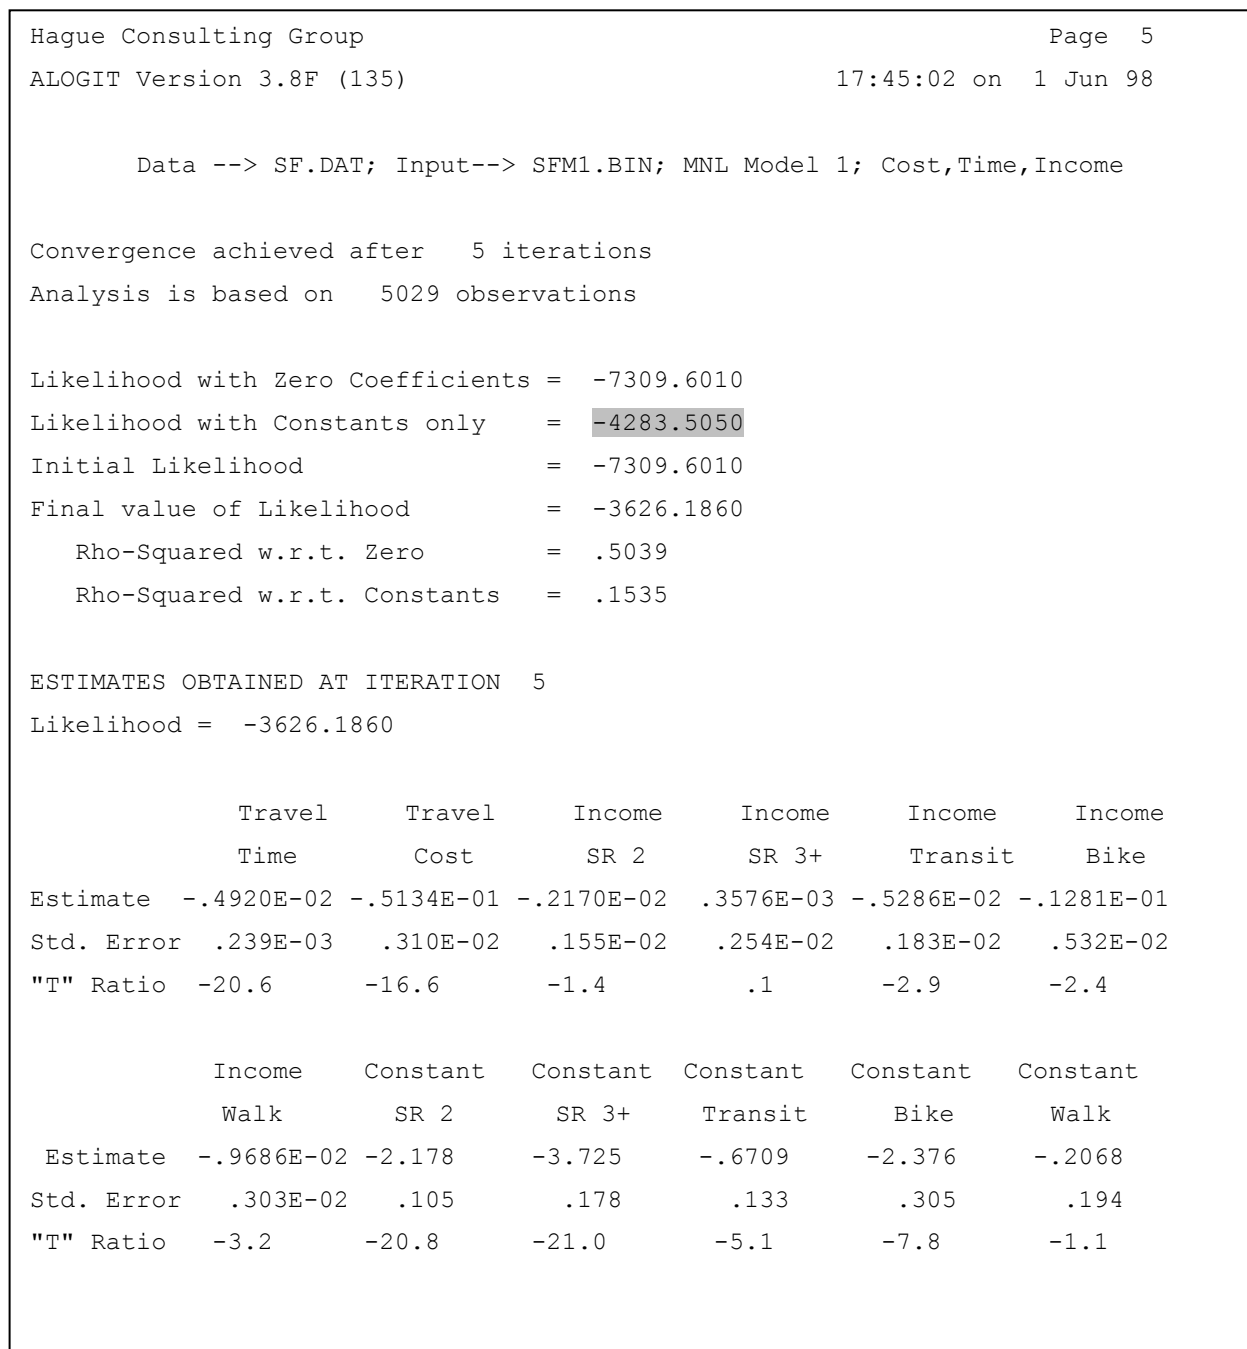 Hague Consulting Group Page 5
ALOGIT Version 3.8F (135) 17:45:02 on 1 Jun 98
Data --> SF.DAT; Input--> SFM1.BIN; MNL Model 1; Cost,Time,Income
Convergence achieved after 5 iterations
Analysis is based on 5029 observations
Likelihood with Zero Coefficients = -7309.6010
Likelihood with Constants only = -4283.5050
Initial Likelihood = -7309.6010
Final value of Likelihood = -3626.1860
Rho-Squared w.r.t. Zero = .5039
Rho-Squared w.r.t. Constants = .1535
ESTIMATES OBTAINED AT ITERATION 5
Likelihood = -3626.1860
Travel Travel Income Income Income Income
Time Cost SR 2 SR 3+ Transit Bike
Estimate -.4920E-02 -.5134E-01 -.2170E-02 .3576E-03 -.5286E-02 -.1281E-01
Std. Error .239E-03 .310E-02 .155E-02 .254E-02 .183E-02 .532E-02
"T" Ratio -20.6 -16.6 -1.4 .1 -2.9 -2.4
Income Constant Constant Constant Constant Constant
Walk SR 2 SR 3+ Transit Bike Walk
Estimate -.9686E-02 -2.178 -3.725 -.6709 -2.376 -.2068
Std. Error .303E-02 .105 .178 .133 .305 .194
"T" Ratio -3.2 -20.8 -21.0 -5.1 -7.8 -1.1